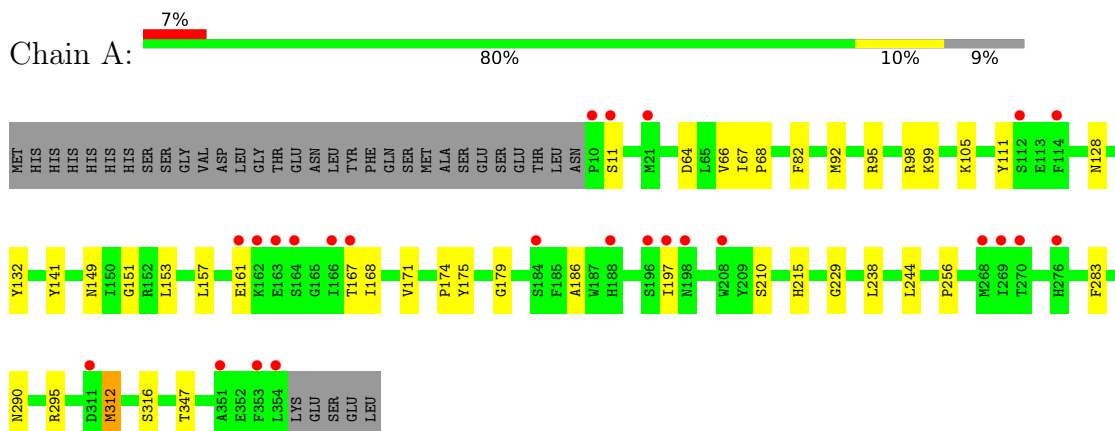 7%
Chain A:
80% 10% 9%
MET HIS HIS HIS HIS HIS HIS SER SER GLY VAL ASP LEU GLY THR GLU ASN LEU TYR PHE GLN SER MET ALA SER GLU SER GLU THR LEU ASN P10 S11 M21 D64 L65 V66 I67 P68 F82 M92 R95 R98 K99 K105 Y111 S112 E113 F114 N128
Y132 Y141 N149 I150 G151 R152 L153 L157 E161 K162 E163 S164 G165 I166 T167 I168 V171 P174 Y175 G179 S184 F185 A186 W187 H188 S196 I197 N198 W208 Y209 S210 H215 G229 L238 L244 P256 M268 I269 T270 H276 F283
N290 R295 D311 M312 S316 T347 A351 E352 F353 L354 LYS GLU SER GLU LEU